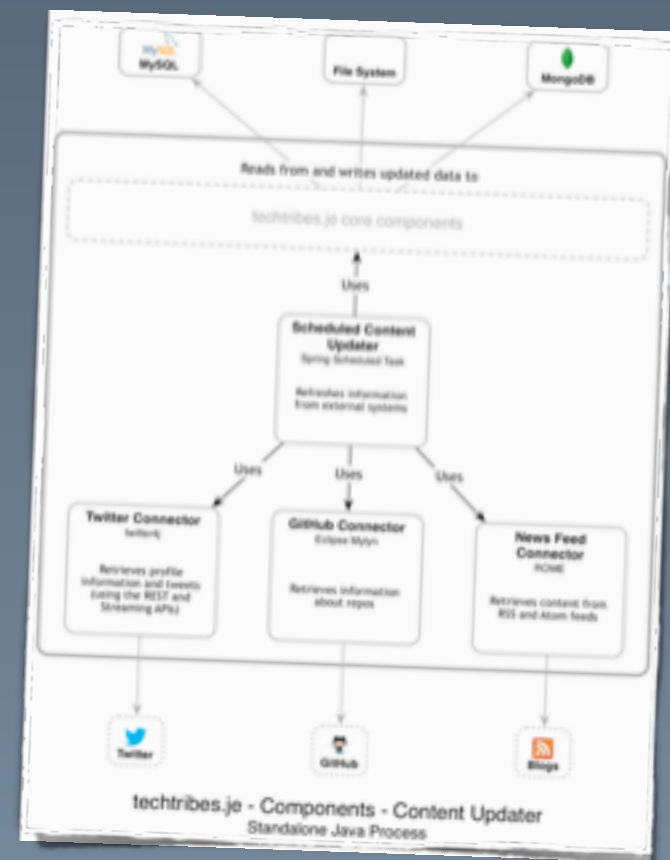 MySQL
MySQL
File System
MongoDB
Reads from and writes updated data to
techtribes.je core components
Uses
Scheduled Content
Updater
Spring Scheduled Task
Refreshes information
from external systems
Uses
Uses
Uses
Twitter Connector
twitter4j
Retrieves profile
information and tweets
(using the REST and
Streaming APIs)
GitHub Connector
Eclipse Mylyn
Retrieves information
about repos
News Feed
Connector
ROME
Retrieves content from
RSS and Atom feeds
Twitter
GitHub
Blogs
techtribes.je - Components - Content Updater
Standalone Java Process